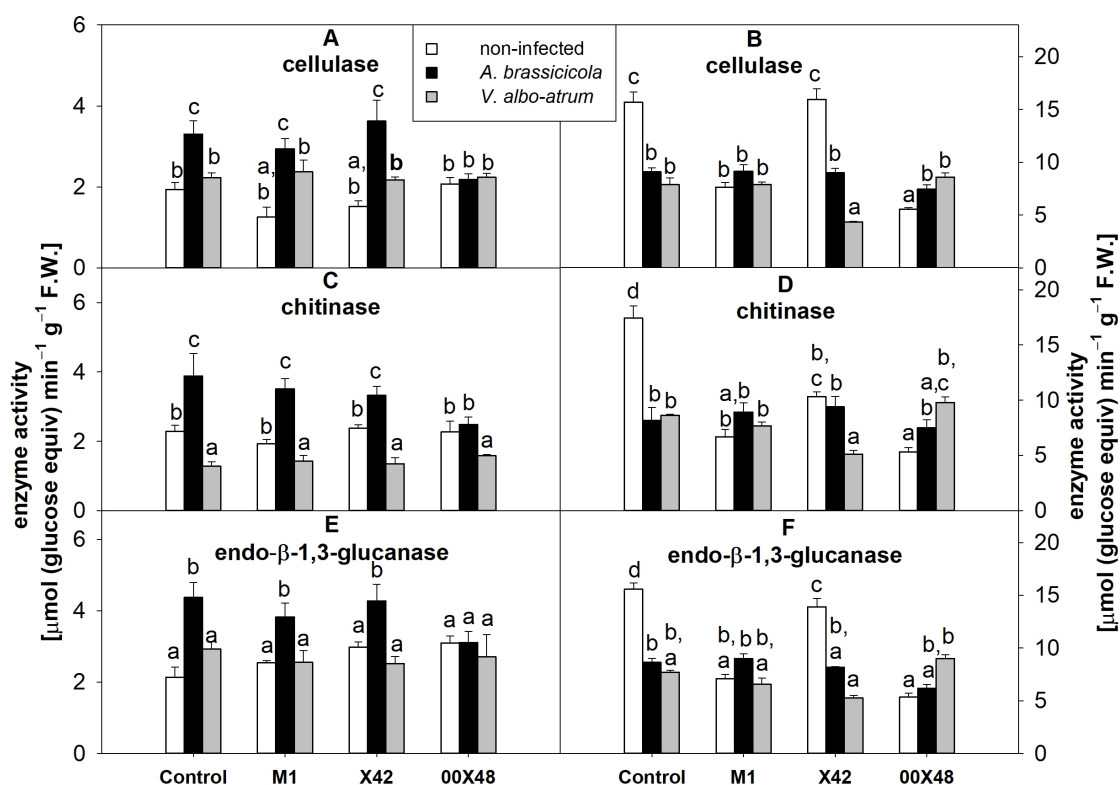 A
cellulase
non-infected
A. brassicicola
V. albo-atrum
B
cellulase
6
4
2
0
20
15
10
5
0
b c b
a, b c b
a, b c b
b b b
c b b
b b b
c b a
a b b
C
chitinase
D
chitinase
6
4
2
0
20
15
10
5
0
b c a
b c a
b c a
b b a
d b b
a, b b b
b, c b a
a a, b b, c
E
endo-β-1,3-glucanase
F
endo-β-1,3-glucanase
6
4
2
0
20
15
10
5
0
a b a
a b a
a b a
a a a
d b b, a
b, a b b, a
c b, a a
a b, a b
Control M1 X42 00X48
Control M1 X42 00X48
enzyme activity
[μmol (glucose equiv) min⁻¹ g⁻¹ F.W.]
enzyme activity
[μmol (glucose equiv) min⁻¹ g⁻¹ F.W.]